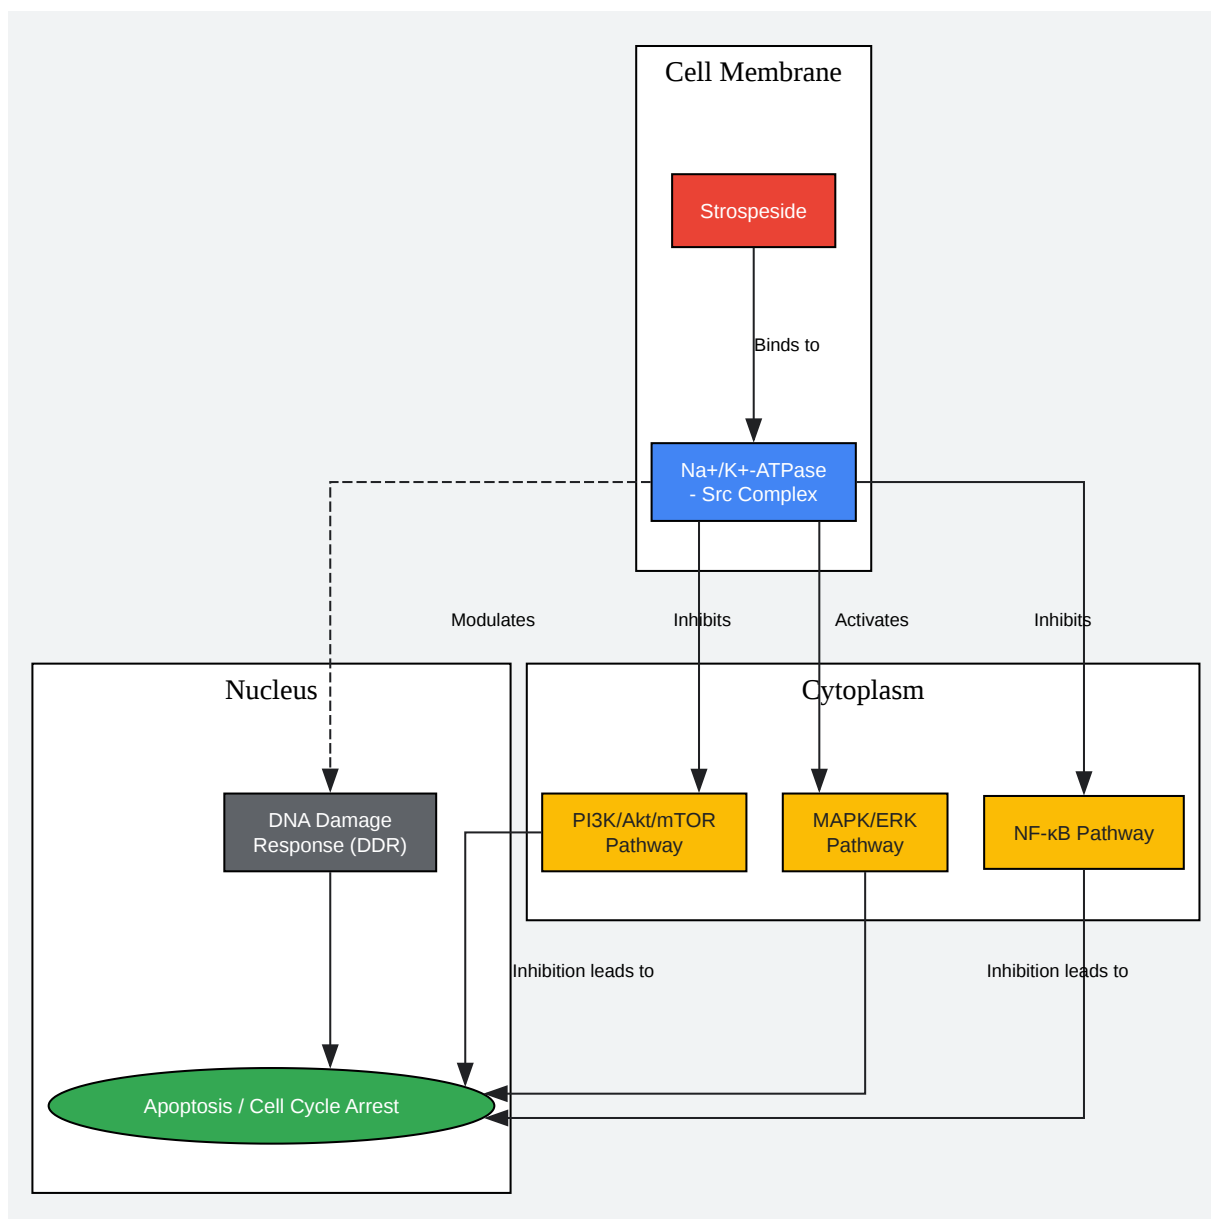 Cell Membrane
Strospeside
Binds to
Na+/K+-ATPase
- Src Complex
Modulates
Inhibits
Activates
Inhibits
Nucleus
Cytoplasm
DNA Damage
Response (DDR)
PI3K/Akt/mTOR
Pathway
MAPK/ERK
Pathway
NF-κB Pathway
Inhibition leads to
Inhibition leads to
Apoptosis / Cell Cycle Arrest